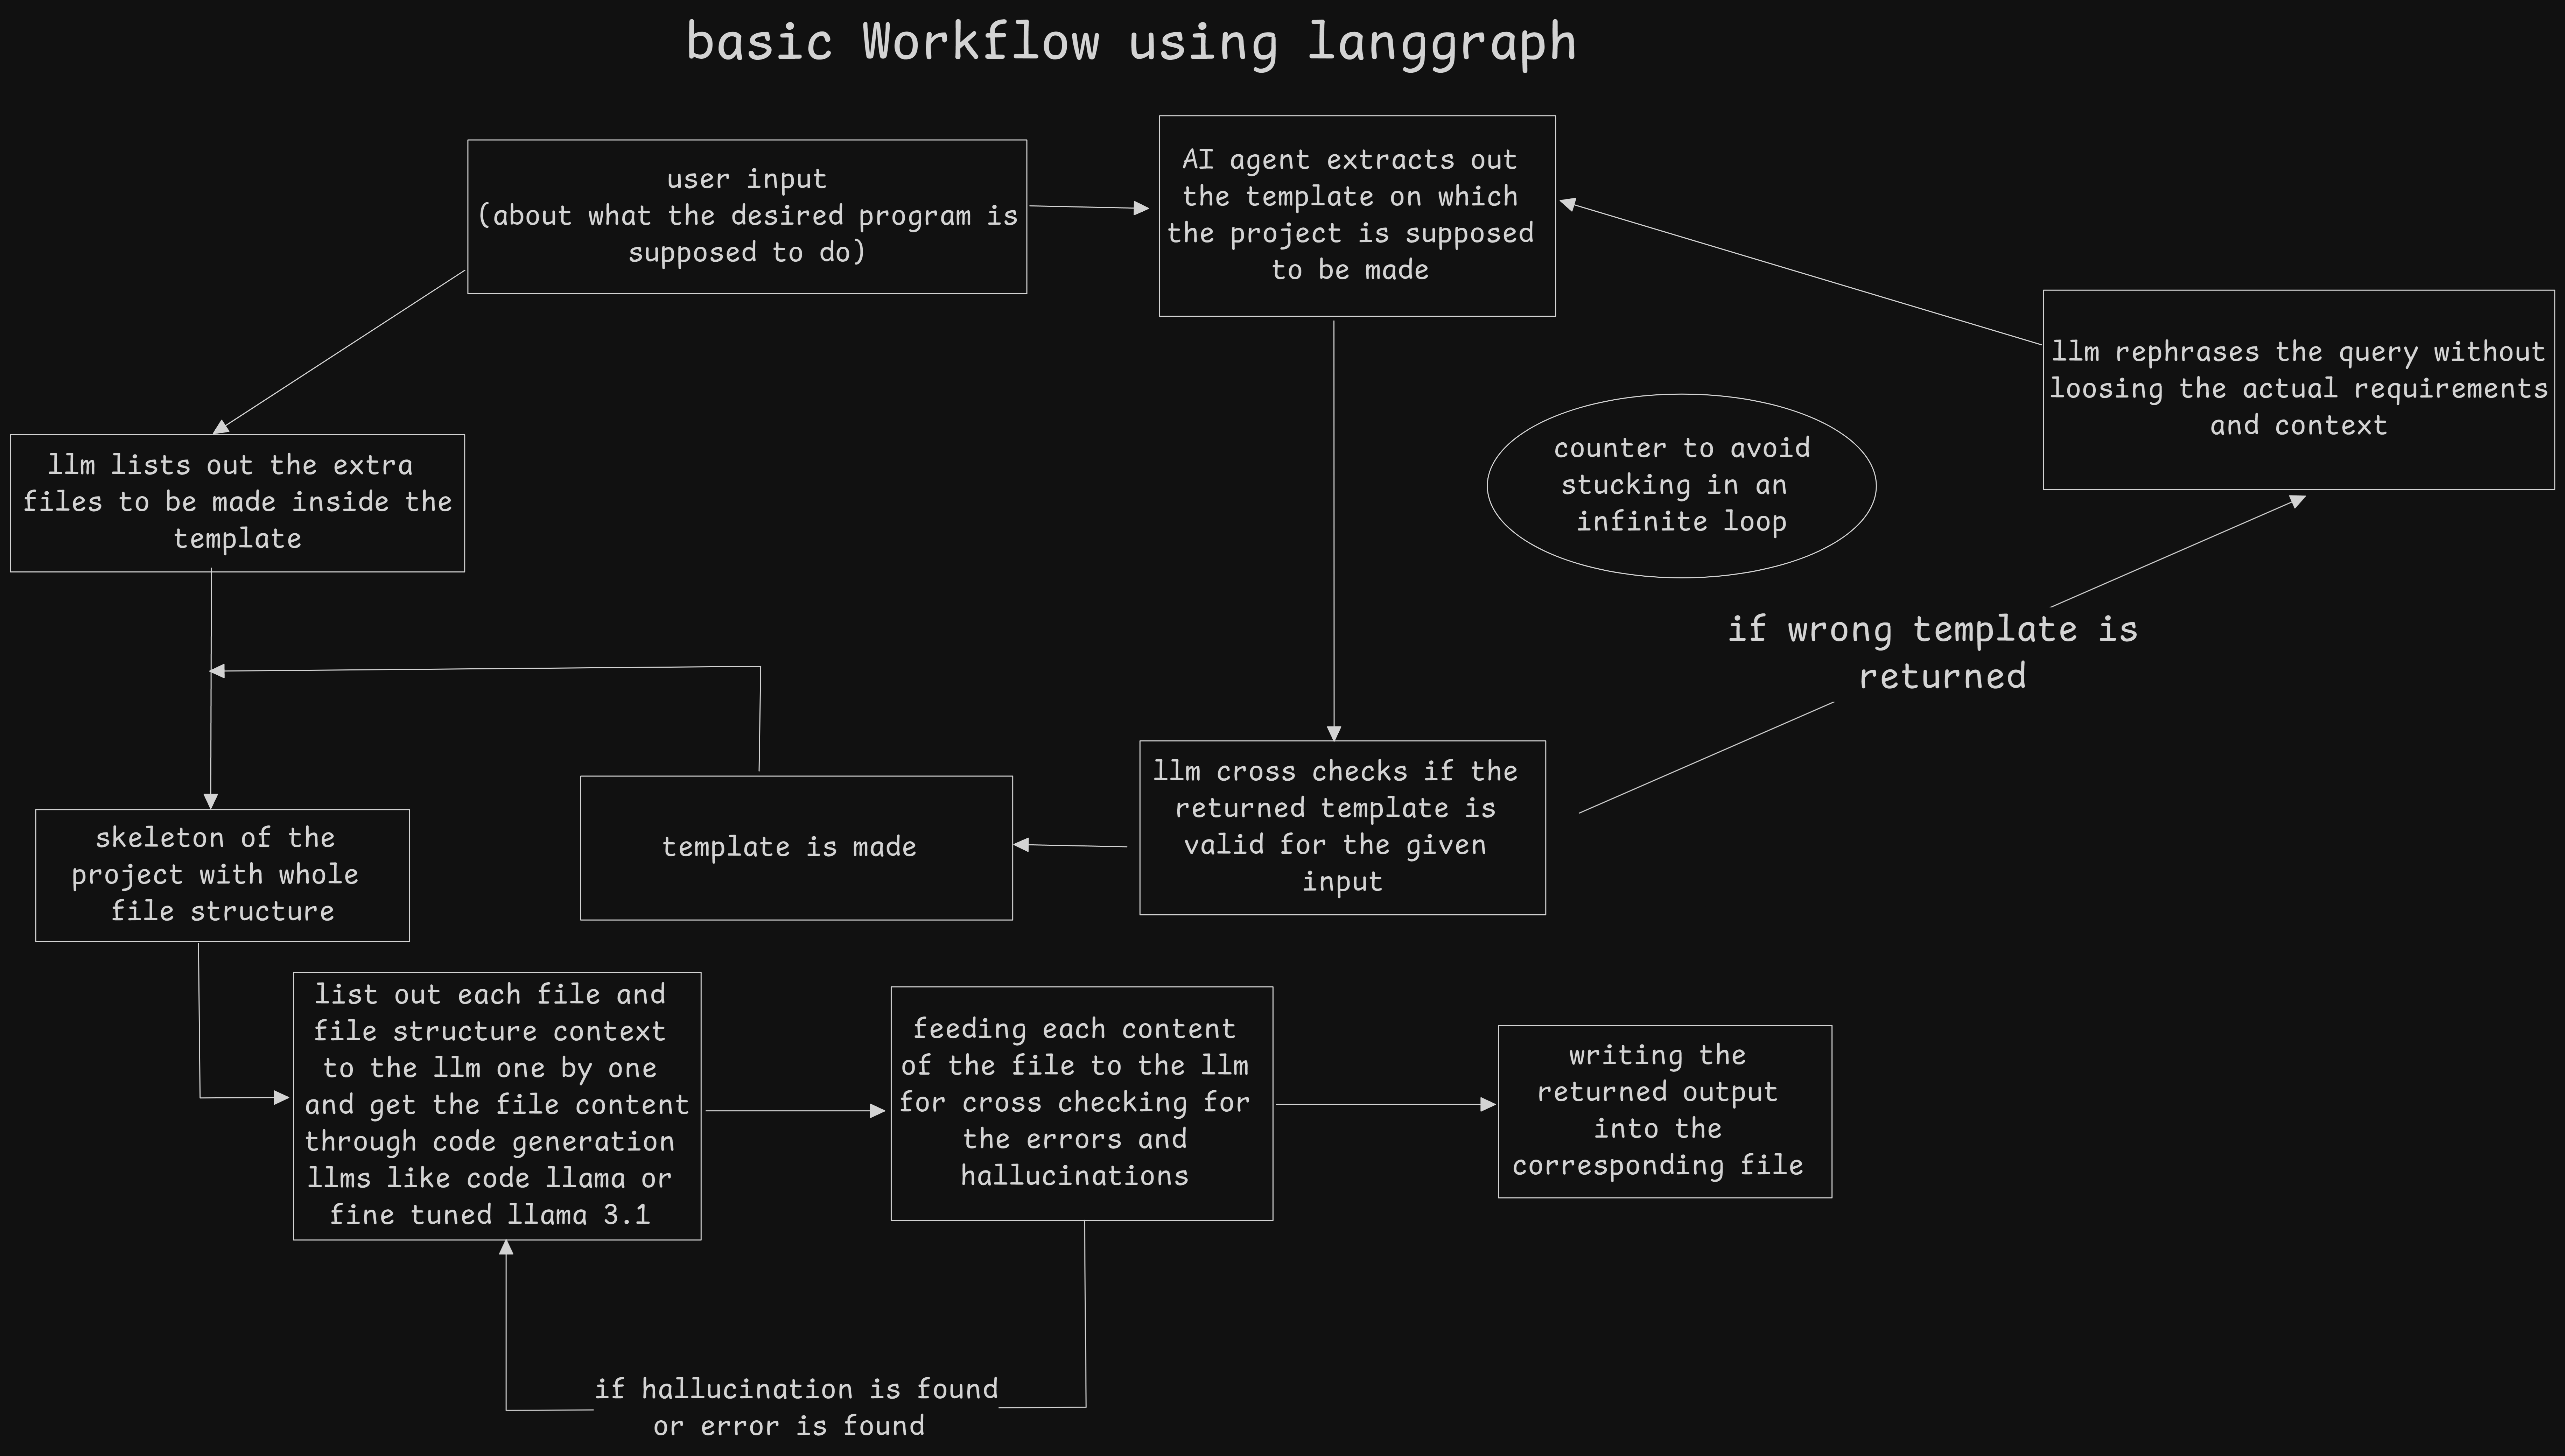 basic Workflow using langgraph
user input
(about what the desired program is
supposed to do)
AI agent extracts out
the template on which
the project is supposed
to be made
llm rephrases the query without
loosing the actual requirements
and context
counter to avoid
stucking in an
infinite loop
llm lists out the extra
files to be made inside the
template
if wrong template is
returned
llm cross checks if the
returned template is
valid for the given
input
template is made
skeleton of the
project with whole
file structure
list out each file and
file structure context
to the llm one by one
and get the file content
through code generation
llms like code llama or
fine tuned llama 3.1
feeding each content
of the file to the llm
for cross checking for
the errors and
hallucinations
writing the
returned output
into the
corresponding file
if hallucination is found
or error is found